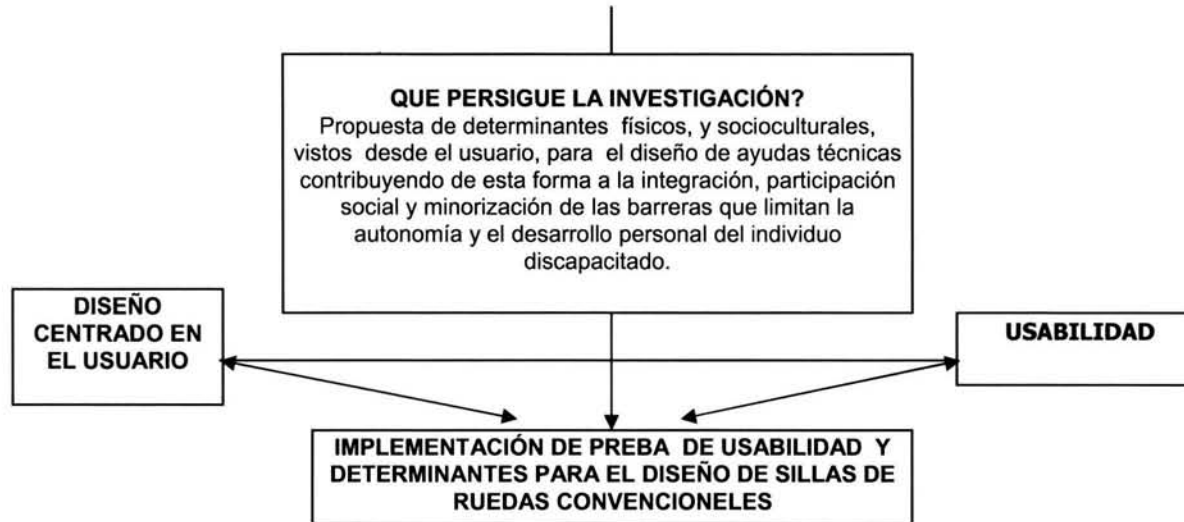 QUE PERSIGUE LA INVESTIGACIÓN?
Propuesta de determinantes físicos, y socioculturales,
vistos desde el usuario, para el diseño de ayudas técnicas
contribuyendo de esta forma a la integración, participación
social y minorización de las barreras que limitan la
autonomía y el desarrollo personal del individuo
discapacitado.
DISEÑO
CENTRADO EN
EL USUARIO
USABILIDAD
IMPLEMENTACIÓN DE PREBA DE USABILIDAD Y
DETERMINANTES PARA EL DISEÑO DE SILLAS DE
RUEDAS CONVENCIONELES